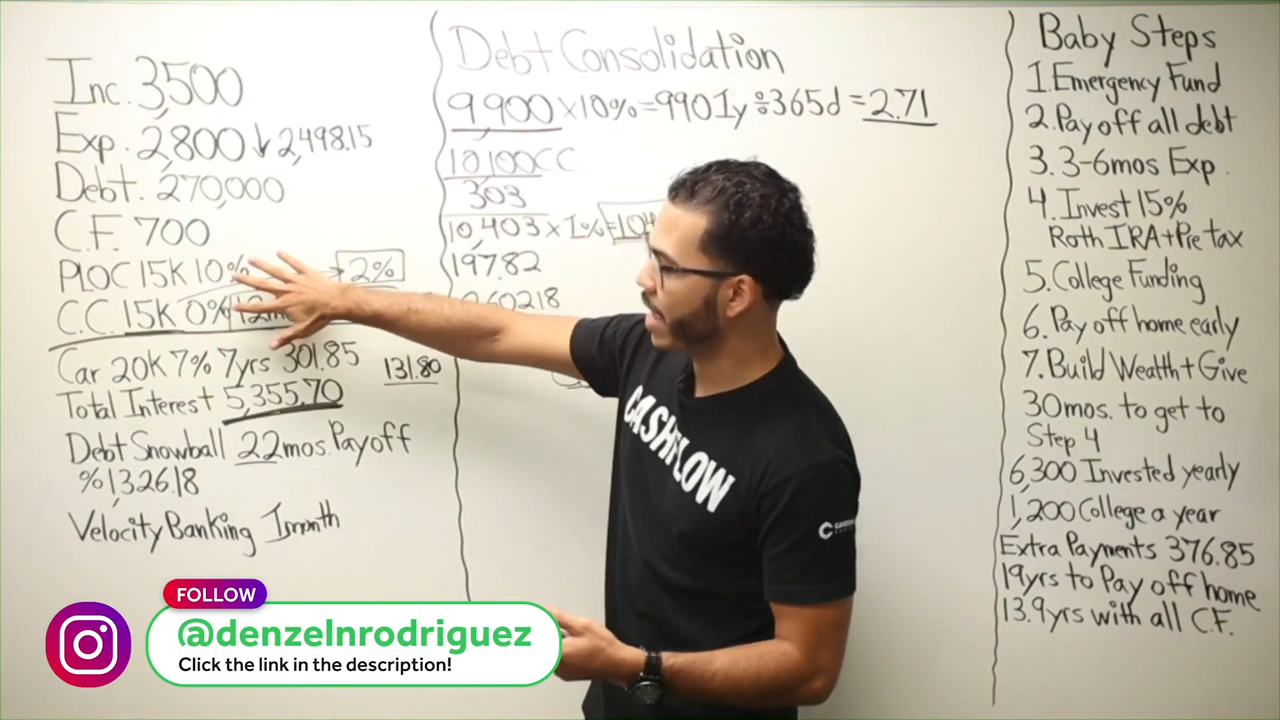 Inc. 3,500
Exp. 2,800↓2,498.15
Debt. 270,000
C.F. 700
PLOC 15K 10% → 2%
C.C. 15K 0%
Car 20K 7% 7yrs 301.85
131.80
Total Interest 5,355.70
Debt Snowball 22mos. Payoff
% 1,326.18
Velocity Banking 1month
Debt Consolidation
9,900 x 10% = 990 1y ÷ 365d = 2.71
10,100 CC
303
10,403 x 1% =
197.82
Baby Steps
1. Emergency Fund
2. Pay off all debt
3. 3-6mos Exp.
4. Invest 15%
Roth IRA + Pre tax
5. College Funding
6. Pay off home early
7. Build Wealth + Give
30mos. to get to
Step 4
6,300 Invested yearly
1,200 College a year
Extra Payments 376.85
19yrs to Pay off home
13.9yrs with all C.F.
CASHFLOW
FOLLOW
@denzelnrodriguez
Click the link in the description!